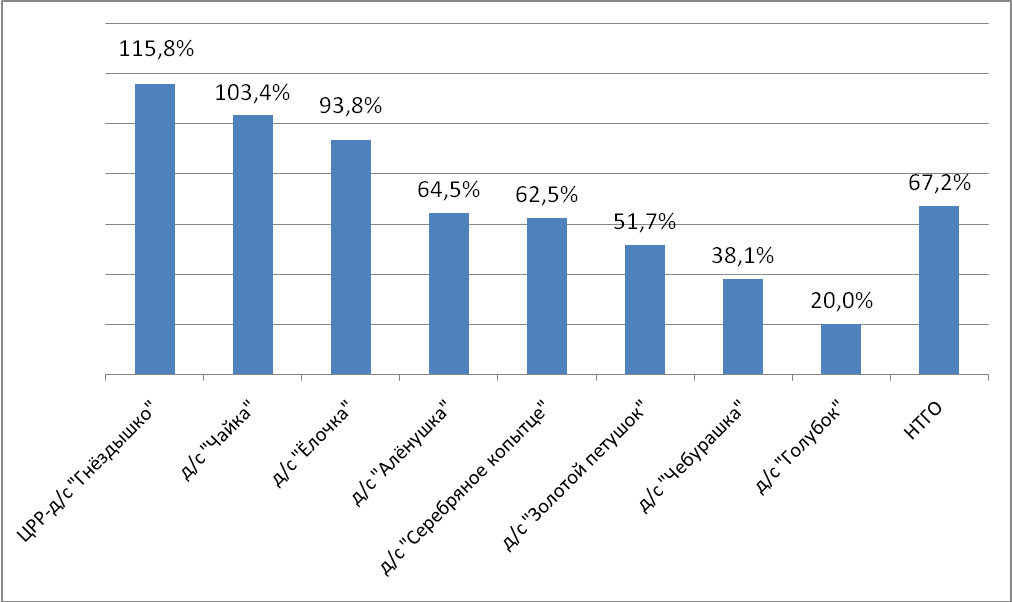 115,8%
103,4%
93,8%
64,5%
62,5%
51,7%
38,1%
20,0%
67,2%
ЦРР-д/с "Гнёздышко"
д/с "Чайка"
д/с "Ёлочка"
д/с "Алёнушка"
д/с "Серебряное копытце"
д/с "Золотой петушок"
д/с "Чебурашка"
д/с "Голубок"
НТГО